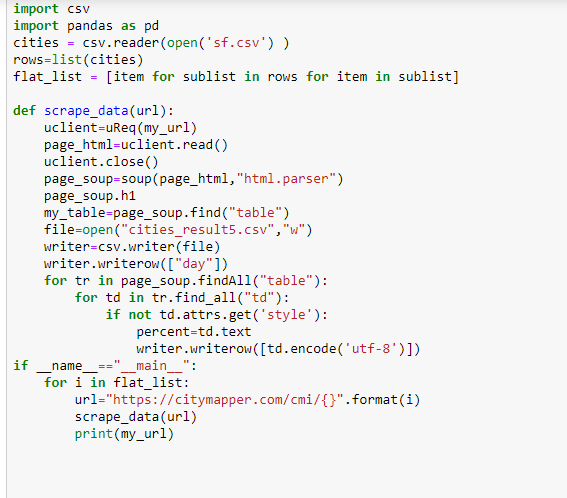 import csv
import pandas as pd
cities = csv.reader(open('sf.csv') )
rows=list(cities)
flat_list = [item for sublist in rows for item in sublist]

def scrape_data(url):
    uclient=uReq(my_url)
    page_html=uclient.read()
    uclient.close()
    page_soup=soup(page_html,"html.parser")
    page_soup.h1
    my_table=page_soup.find("table")
    file=open("cities_result5.csv","w")
    writer=csv.writer(file)
    writer.writerow(["day"])
    for tr in page_soup.findAll("table"):
        for td in tr.find_all("td"):
            if not td.attrs.get('style'):
                percent=td.text
                writer.writerow([td.encode('utf-8')])
if __name__=="__main__":
    for i in flat_list:
        url="https://citymapper.com/cmi/{}".format(i)
        scrape_data(url)
        print(my_url)